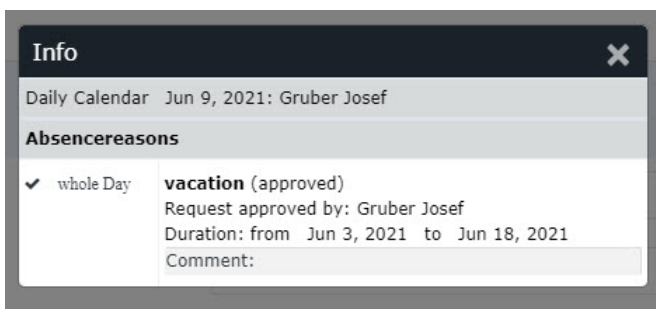 Info
Daily Calendar Jun 9, 2021: Gruber Josef
Absencereasons
whole Day vacation (approved)
Request approved by: Gruber Josef
Duration: from Jun 3, 2021 to Jun 18, 2021
Comment: